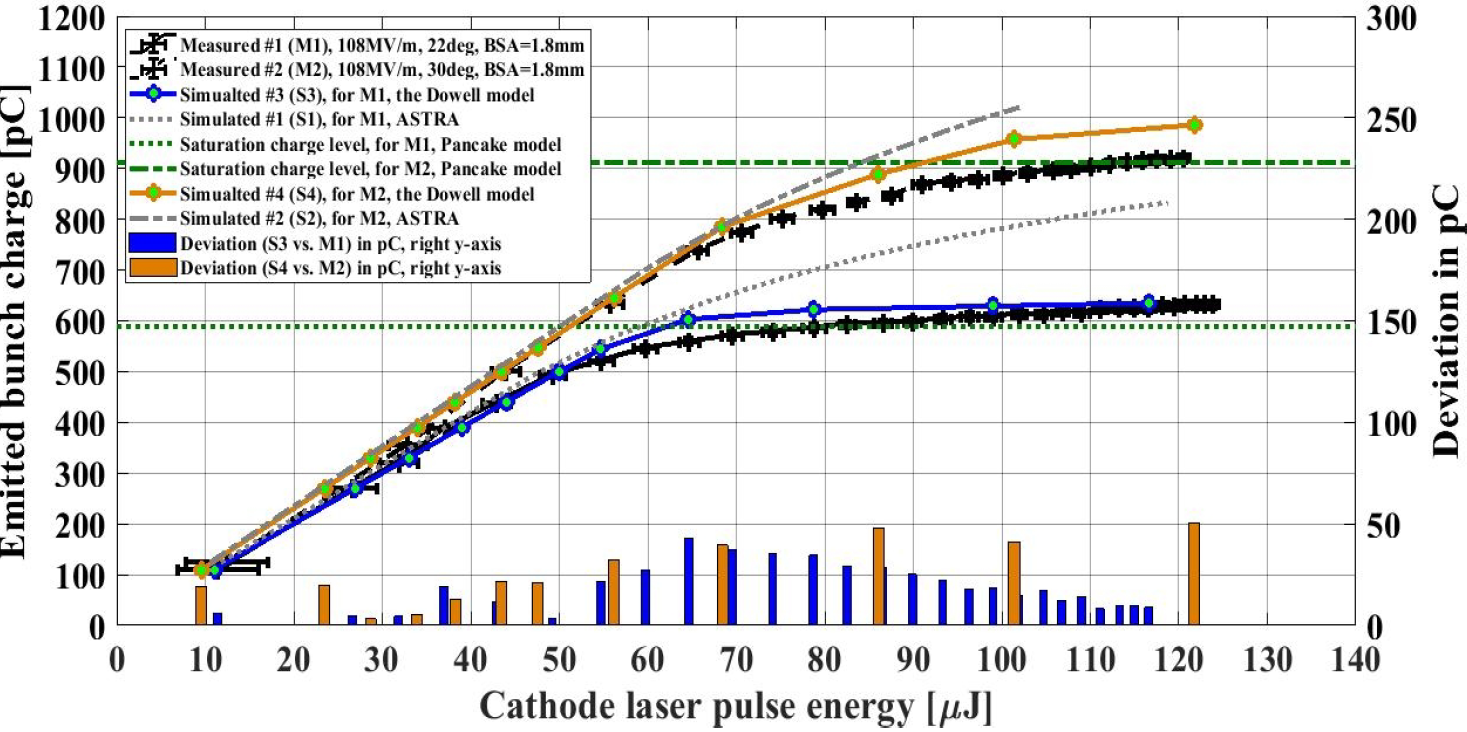 Emitted bunch charge [pC]
1200
1100
1000
900
800
700
600
500
400
300
200
100
0
Measured #1 (M1), 108MV/m, 22deg, BSA=1.8mm
Measured #2 (M2), 108MV/m, 30deg, BSA=1.8mm
Simualted #3 (S3), for M1, the Dowell model
Simulated #1 (S1), for M1, ASTRA
Saturation charge level, for M1, Pancake model
Saturation charge level, for M2, Pancake model
Simualted #4 (S4), for M2, the Dowell model
Simulated #2 (S2), for M2, ASTRA
Deviation (S3 vs. M1) in pC, right y-axis
Deviation (S4 vs. M2) in pC, right y-axis
300
250
200
150
100
50
0
Deviation in pC
0 10 20 30 40 50 60 70 80 90 100 110 120 130 140
Cathode laser pulse energy [μJ]